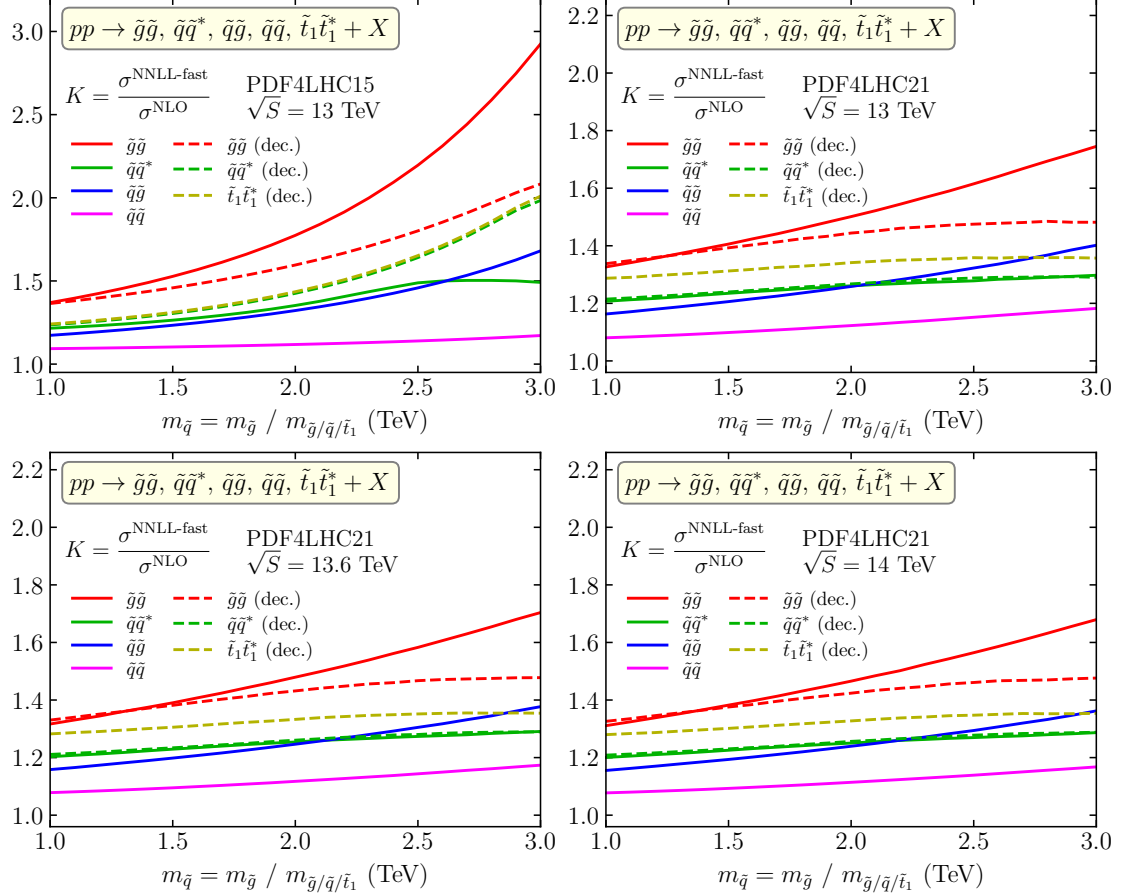 pp → g̃g̃, q̃q̃*, q̃g̃, q̃q̃, t̃₁t̃₁* + X
K = σ^NNLL-fast / σ^NLO
PDF4LHC15
√S = 13 TeV
g̃g̃
q̃q̃*
q̃g̃
q̃q̃
g̃g̃ (dec.)
q̃q̃* (dec.)
t̃₁t̃₁* (dec.)
3.0
2.5
2.0
1.5
1.0
1.0 1.5 2.0 2.5 3.0
m_q̃ = m_g̃ / m_g̃/q̃/t̃₁ (TeV)
pp → g̃g̃, q̃q̃*, q̃g̃, q̃q̃, t̃₁t̃₁* + X
K = σ^NNLL-fast / σ^NLO
PDF4LHC21
√S = 13 TeV
g̃g̃
q̃q̃*
q̃g̃
q̃q̃
g̃g̃ (dec.)
q̃q̃* (dec.)
t̃₁t̃₁* (dec.)
2.2
2.0
1.8
1.6
1.4
1.2
1.0
1.0 1.5 2.0 2.5 3.0
m_q̃ = m_g̃ / m_g̃/q̃/t̃₁ (TeV)
pp → g̃g̃, q̃q̃*, q̃g̃, q̃q̃, t̃₁t̃₁* + X
K = σ^NNLL-fast / σ^NLO
PDF4LHC21
√S = 13.6 TeV
g̃g̃
q̃q̃*
q̃g̃
q̃q̃
g̃g̃ (dec.)
q̃q̃* (dec.)
t̃₁t̃₁* (dec.)
2.2
2.0
1.8
1.6
1.4
1.2
1.0
1.0 1.5 2.0 2.5 3.0
m_q̃ = m_g̃ / m_g̃/q̃/t̃₁ (TeV)
pp → g̃g̃, q̃q̃*, q̃g̃, q̃q̃, t̃₁t̃₁* + X
K = σ^NNLL-fast / σ^NLO
PDF4LHC21
√S = 14 TeV
g̃g̃
q̃q̃*
q̃g̃
q̃q̃
g̃g̃ (dec.)
q̃q̃* (dec.)
t̃₁t̃₁* (dec.)
2.2
2.0
1.8
1.6
1.4
1.2
1.0
1.0 1.5 2.0 2.5 3.0
m_q̃ = m_g̃ / m_g̃/q̃/t̃₁ (TeV)